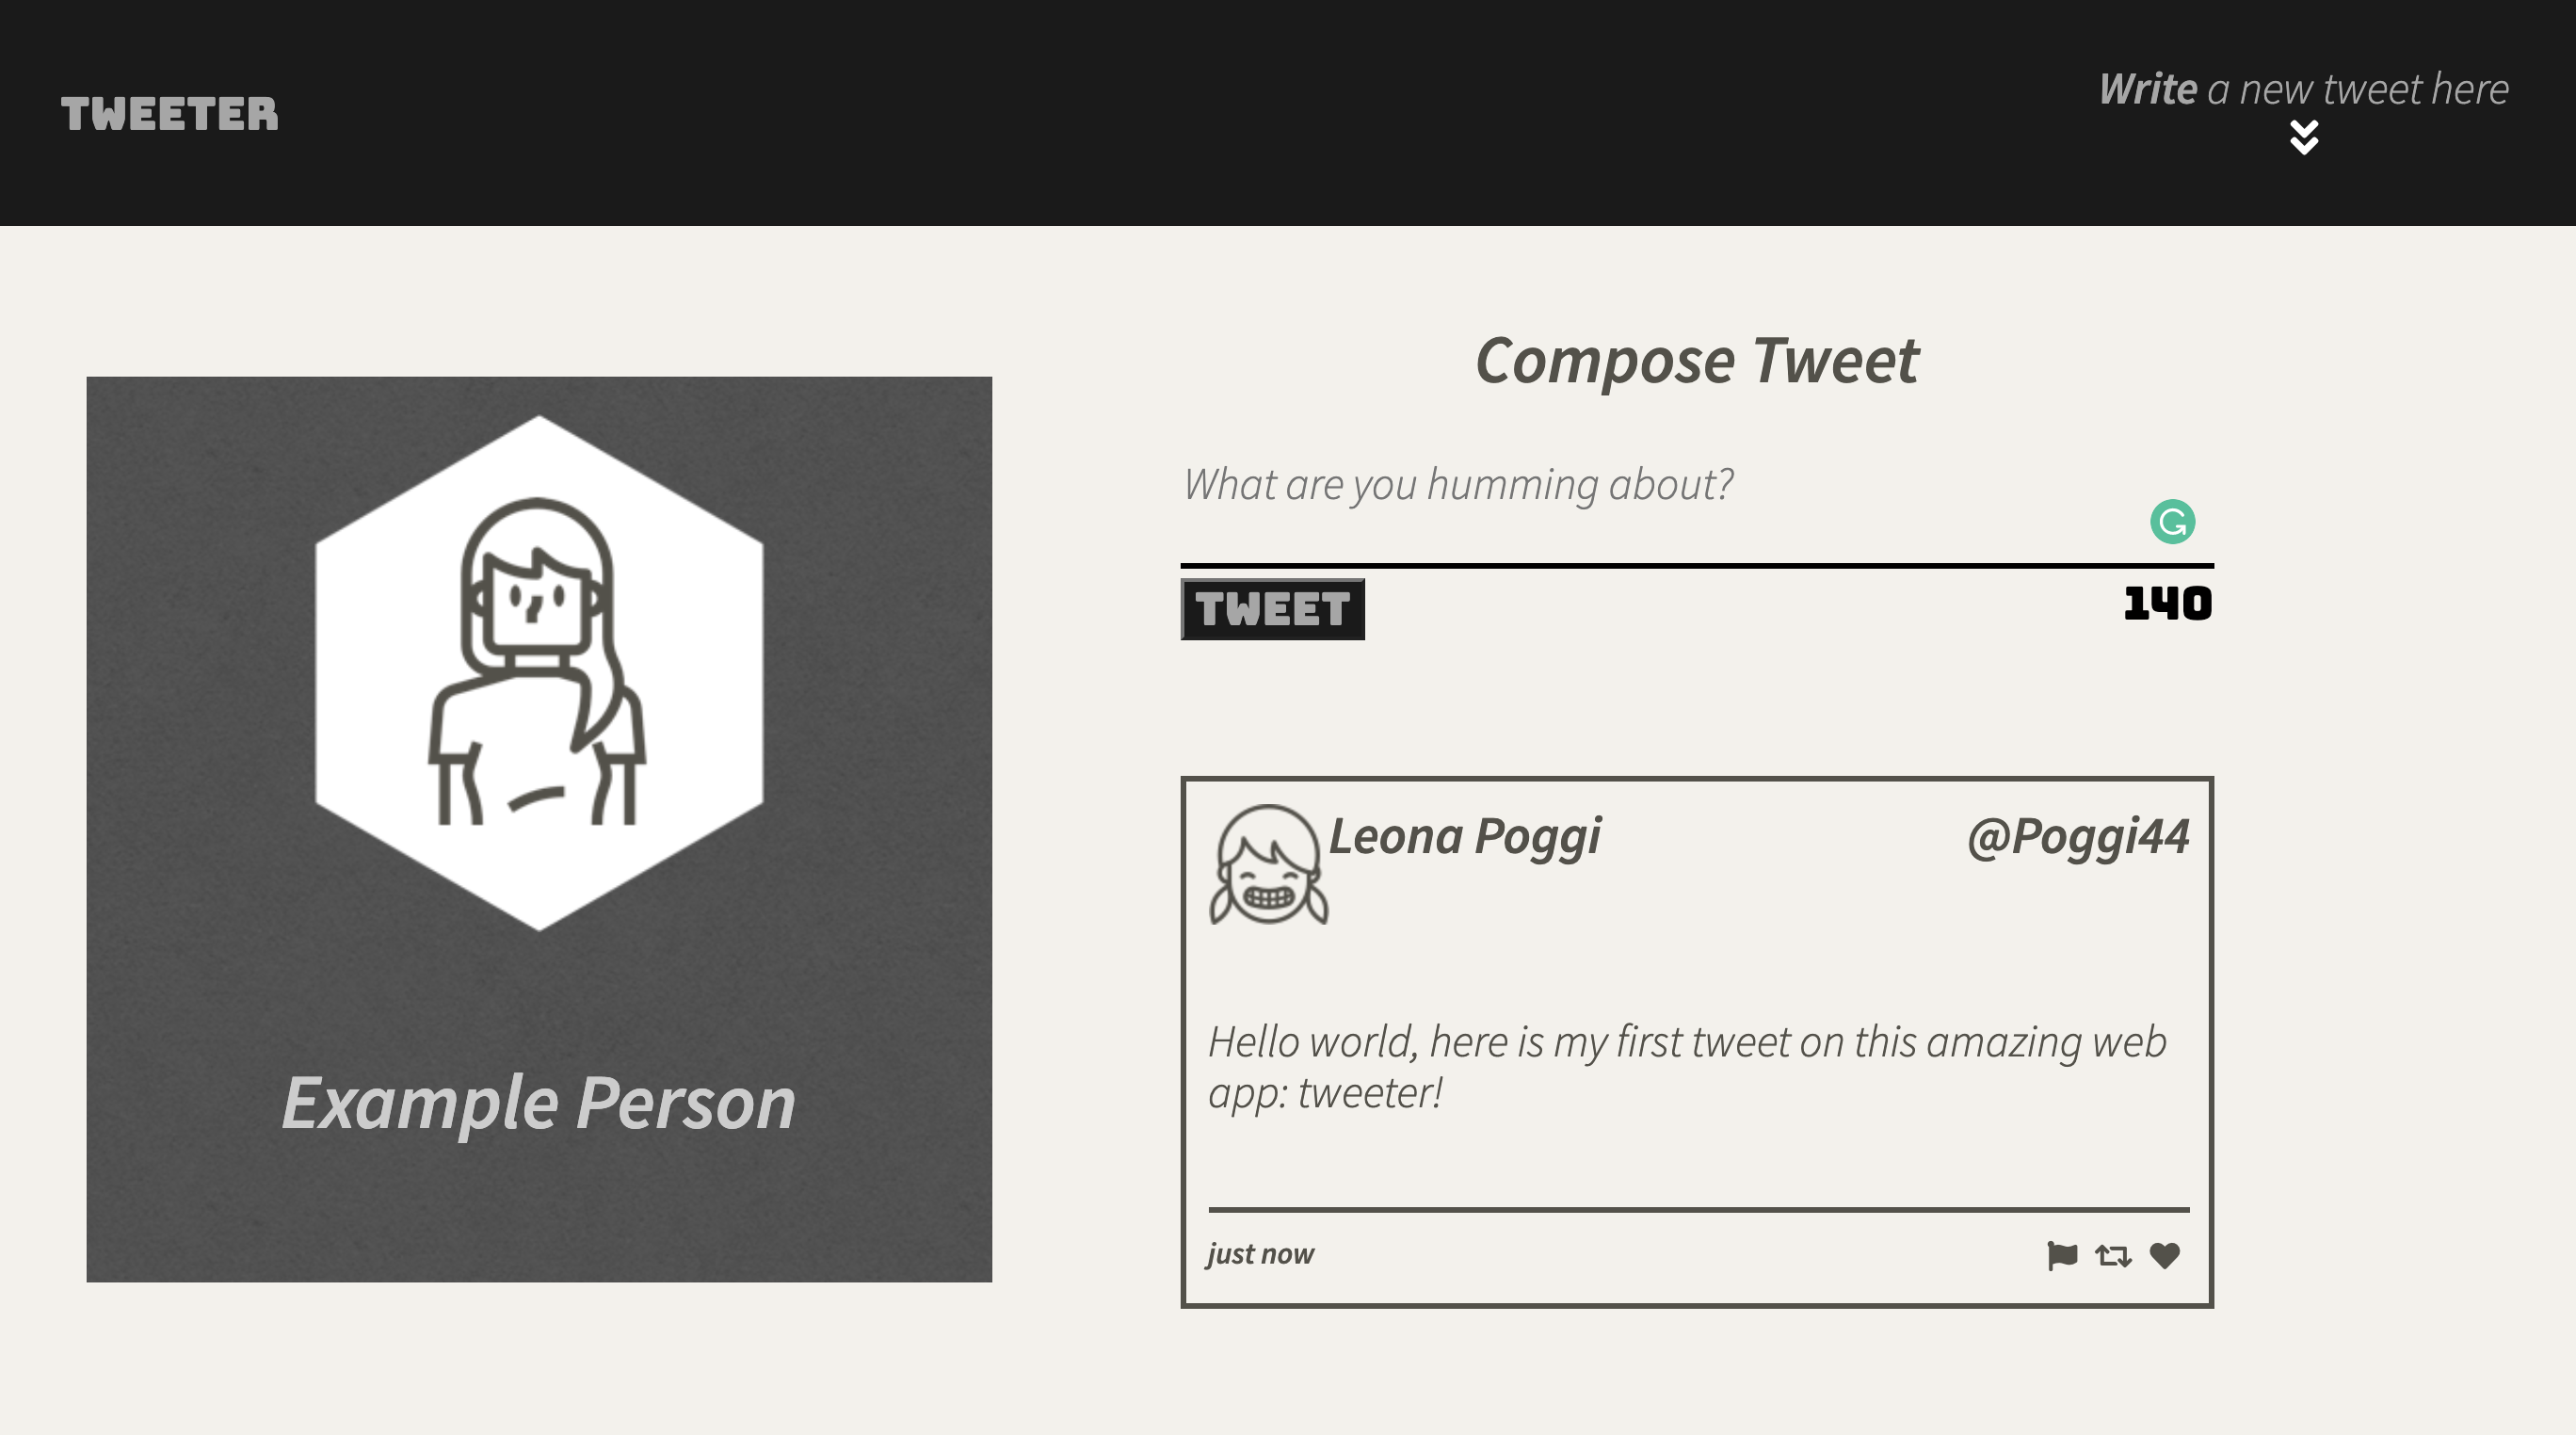 TWEETER
Write a new tweet here
Example Person
Compose Tweet
What are you humming about?
TWEET
140
Leona Poggi
@Poggi44
Hello world, here is my first tweet on this amazing web
app: tweeter!
just now